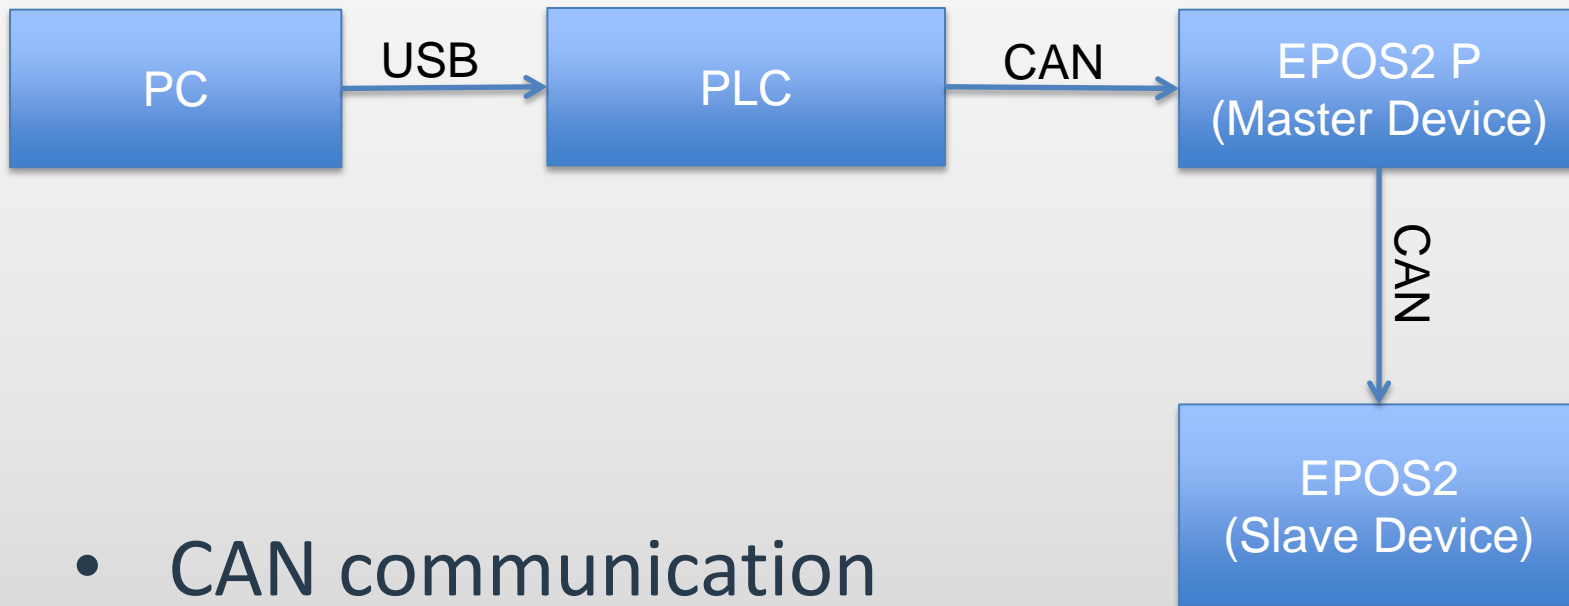 PC
USB
PLC
CAN
EPOS2 P
(Master Device)
CAN
EPOS2
(Slave Device)
• CAN communication